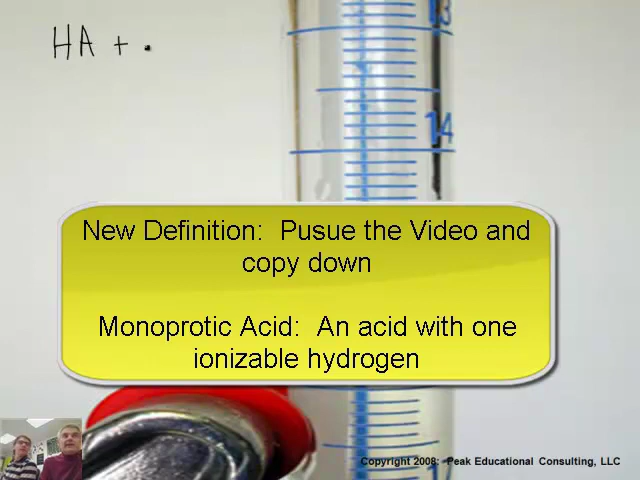 HA +
13
14
New Definition:  Pusue the Video and
copy down
Monoprotic Acid:  An acid with one
ionizable hydrogen
Copyright 2008:  Peak Educational Consulting, LLC